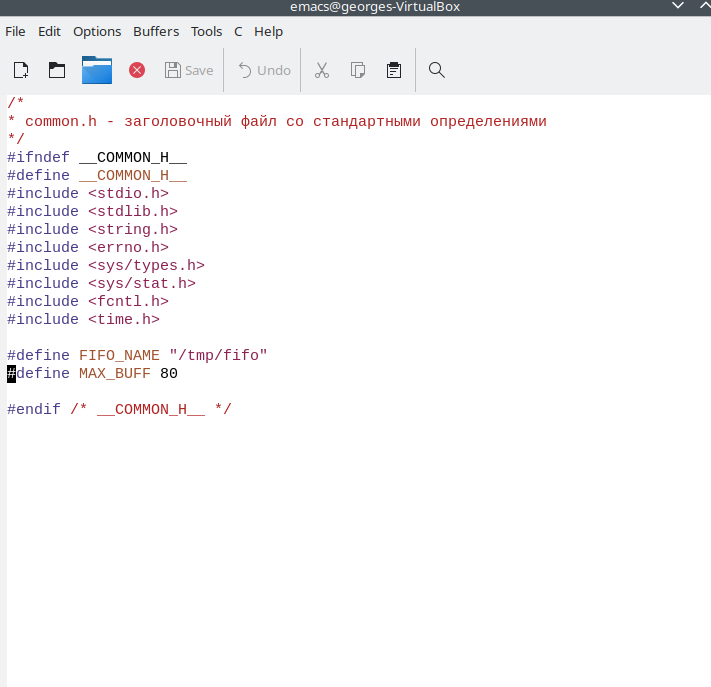 emacs@georges-VirtualBox
File Edit Options Buffers Tools C Help
Save Undo
/*
* common.h - заголовочный файл со стандартными определениями
*/
#ifndef __COMMON_H__
#define __COMMON_H__
#include <stdio.h>
#include <stdlib.h>
#include <string.h>
#include <errno.h>
#include <sys/types.h>
#include <sys/stat.h>
#include <fcntl.h>
#include <time.h>
#define FIFO_NAME "/tmp/fifo"
#define MAX_BUFF 80
#endif /* __COMMON_H__ */